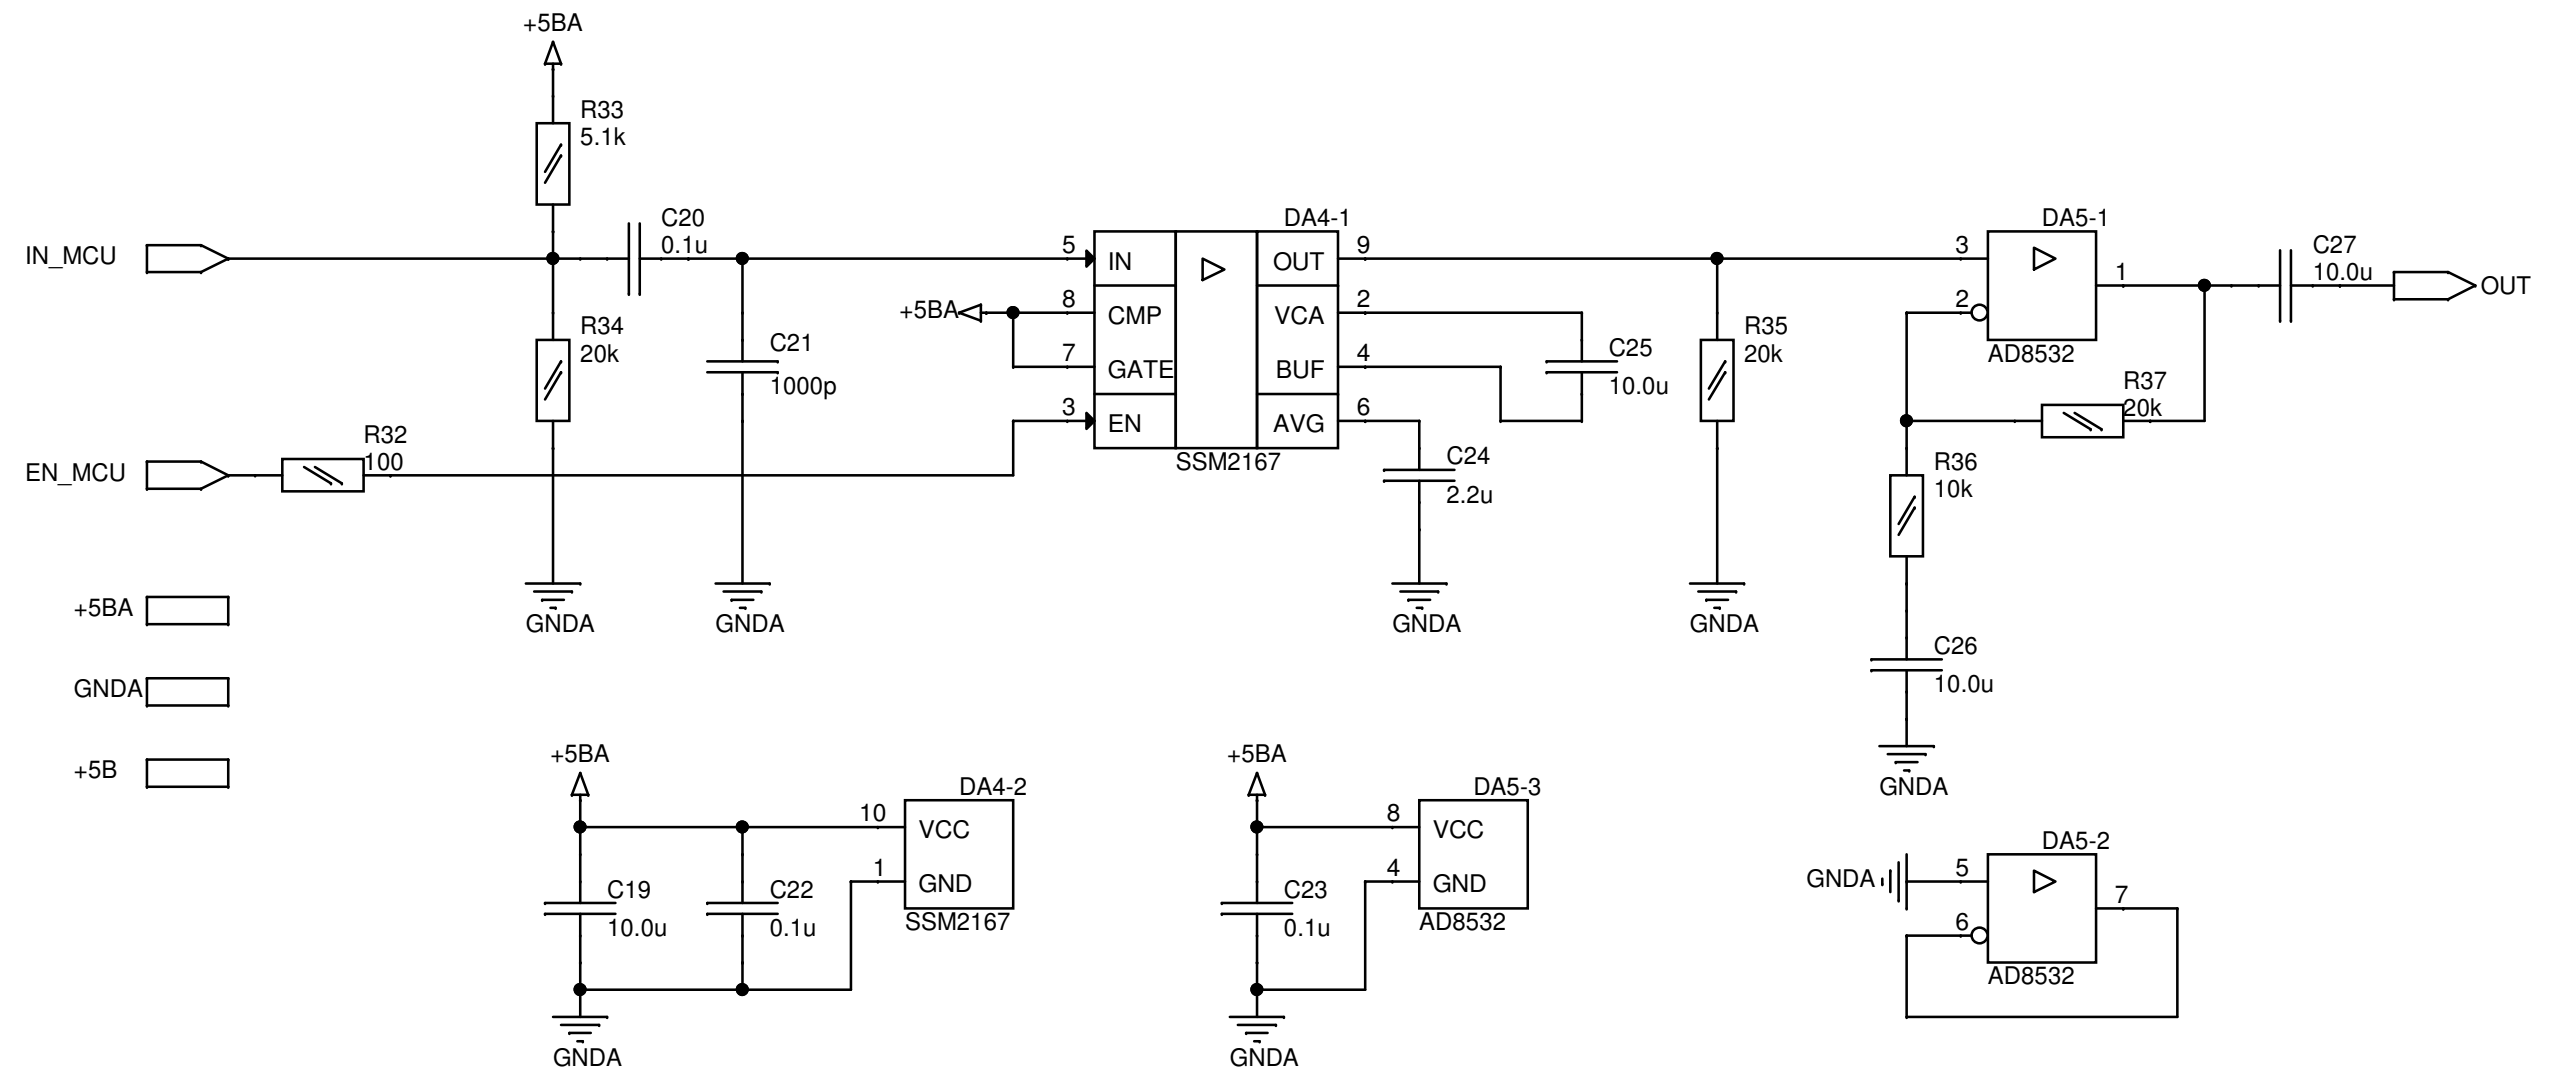 +5BA
R33
5.1k
IN_MCU
C20
0.1u
R34
20k
C21
1000p
EN_MCU
R32
100
GNDA
GNDA
+5BA
DA4-1
5
IN
8
CMP
7
GATE
3
EN
OUT
9
VCA
2
BUF
4
AVG
6
SSM2167
C25
10.0u
C24
2.2u
GNDA
R35
20k
GNDA
DA5-1
3
2
1
AD8532
C27
10.0u
OUT
R37
20k
R36
10k
C26
10.0u
GNDA
+5BA
GNDA
+5B
+5BA
DA4-2
10
VCC
1
GND
SSM2167
C19
10.0u
C22
0.1u
GNDA
+5BA
DA5-3
8
VCC
4
GND
AD8532
C23
0.1u
GNDA
DA5-2
GNDA
5
6
7
AD8532